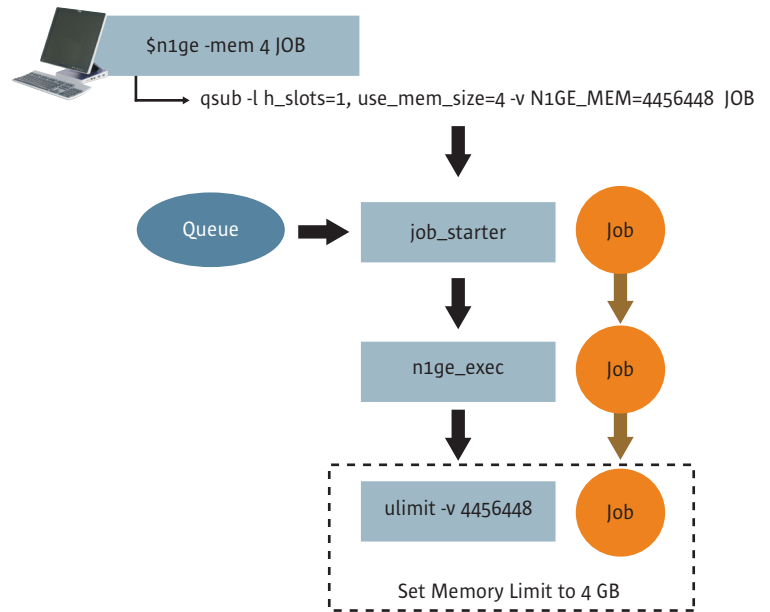 $n1ge -mem 4 JOB
qsub -l h_slots=1, use_mem_size=4 -v N1GE_MEM=4456448 JOB
Queue
job_starter
Job
n1ge_exec
Job
ulimit -v 4456448
Job
Set Memory Limit to 4 GB